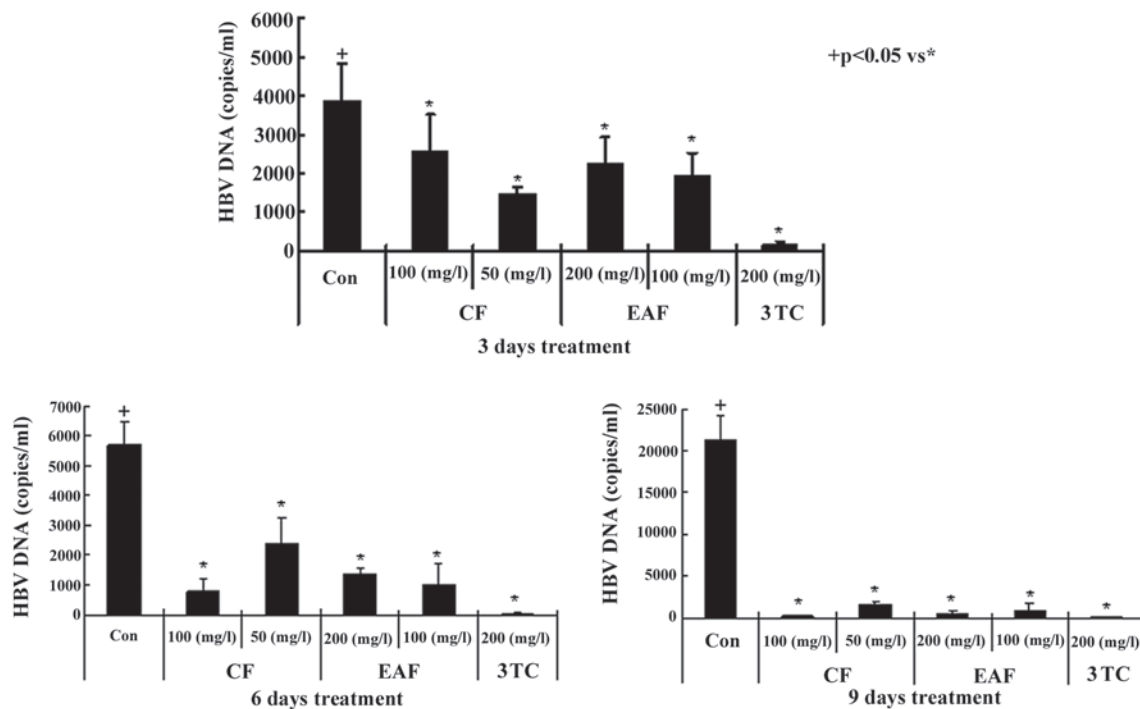 +p<0.05 vs*
HBV DNA (copies/ml)
6000
5000
4000
3000
2000
1000
0
+
*
*
*
*
*
Con
100 (mg/l)
50 (mg/l)
200 (mg/l)
100 (mg/l)
200 (mg/l)
CF
EAF
3 TC
3 days treatment
HBV DNA (copies/ml)
7000
6000
5000
4000
3000
2000
1000
0
+
*
*
*
*
*
Con
100 (mg/l)
50 (mg/l)
200 (mg/l)
100 (mg/l)
200 (mg/l)
CF
EAF
3TC
6 days treatment
HBV DNA (copies/ml)
25000
20000
15000
10000
5000
0
+
*
*
*
*
*
Con
100 (mg/l)
50 (mg/l)
200 (mg/l)
100 (mg/l)
200 (mg/l)
CF
EAF
3 TC
9 days treatment